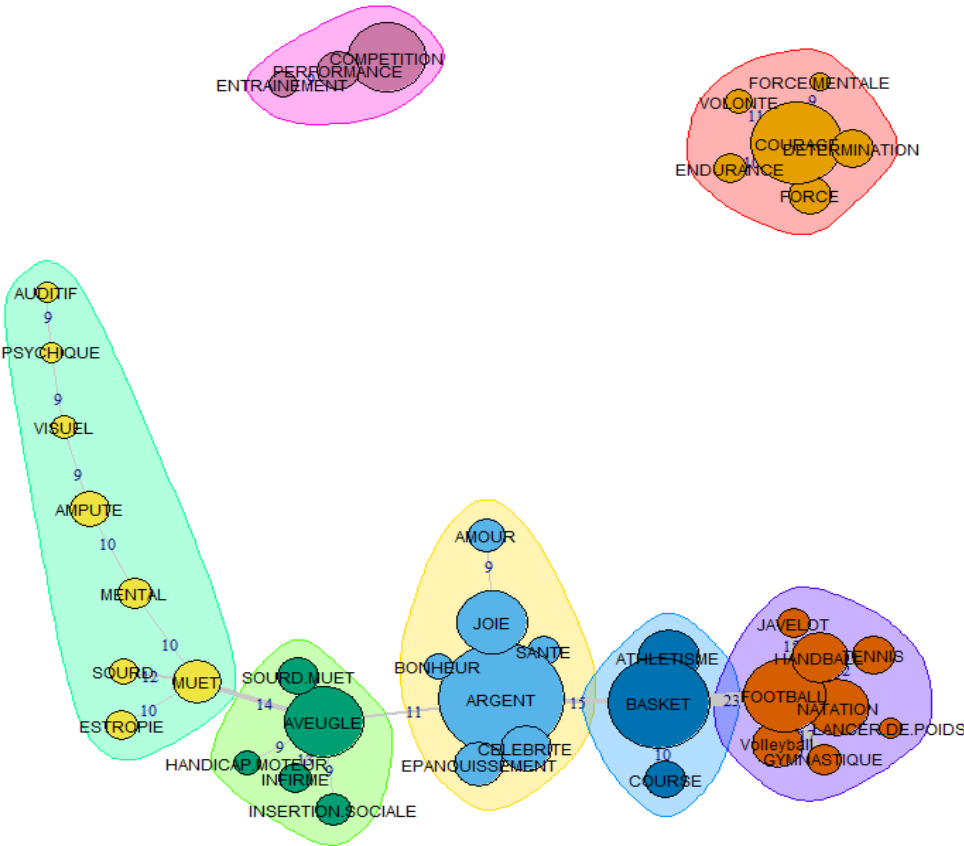 COMPETITION
PERFORMANCE
9
ENTRAINEMENT
FORCE.MENTALE
9
VOLONTE
11
COURAGE
DETERMINATION
ENDURANCE
FORCE
AUDITIF
9
PSYCHIQUE
9
VISUEL
9
AMPUTE
10
MENTAL
10
SOURD
12
MUET
10
ESTROPIE
14
SOURD.MUET
AVEUGLE
9
HANDICAP.MOTEUR
9
INFIRME
INSERTION.SOCIALE
11
AMOUR
9
JOIE
SANTE
BONHEUR
ARGENT
CELEBRITE
EPANOUISSEMENT
15
ATHLETISME
BASKET
10
COURSE
23
JAVELOT
HANDBALL
TENNIS
FOOTBALL
NATATION
LANCER.DE.POIDS
Volleyball
GYMNASTIQUE